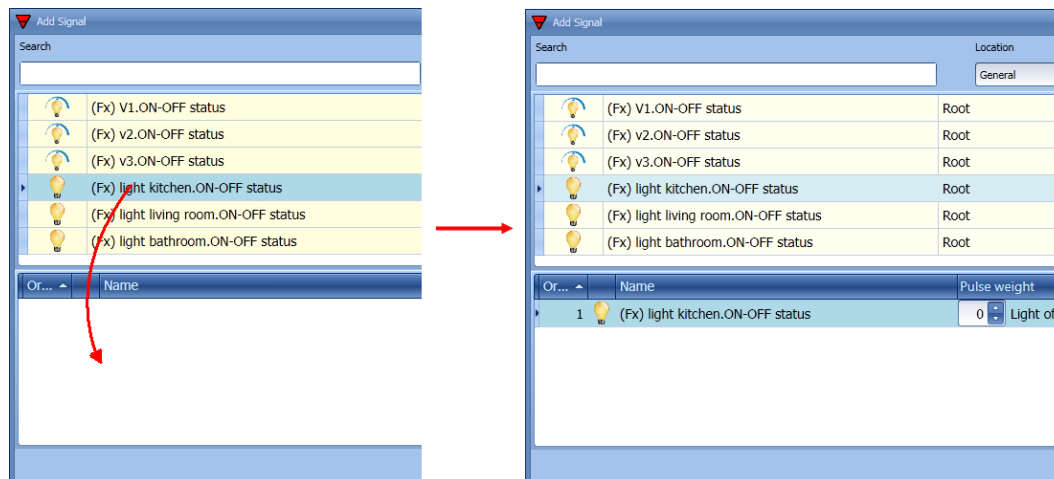 Add Signal
Search
(Fx) V1.ON-OFF status
(Fx) v2.ON-OFF status
(Fx) v3.ON-OFF status
(Fx) light kitchen.ON-OFF status
(Fx) light living room.ON-OFF status
(Fx) light bathroom.ON-OFF status
Or... Name
Add Signal
Search Location
General
(Fx) V1.ON-OFF status Root
(Fx) v2.ON-OFF status Root
(Fx) v3.ON-OFF status Root
(Fx) light kitchen.ON-OFF status Root
(Fx) light living room.ON-OFF status Root
(Fx) light bathroom.ON-OFF status Root
Or... Name Pulse weight
1 (Fx) light kitchen.ON-OFF status 0 Light of